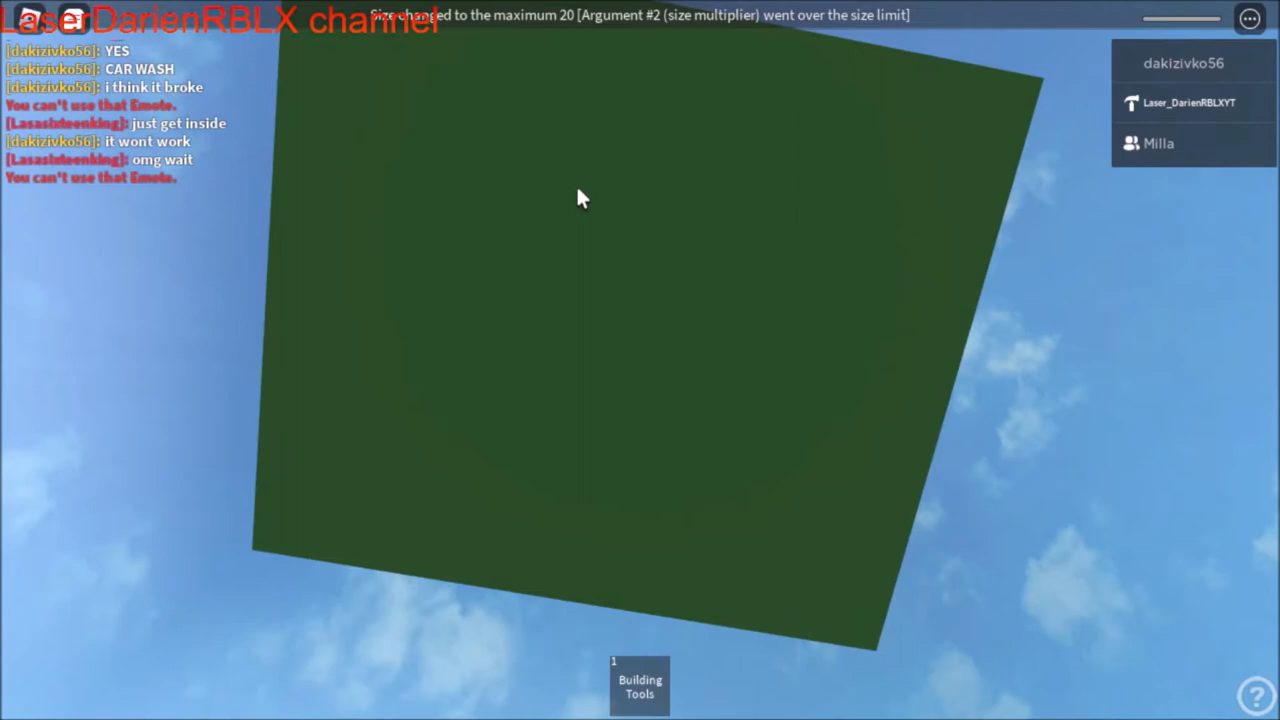 LaserDarienRBLX channel
Size changed to the maximum 20 [Argument #2 (size multiplier) went over the size limit]
[dakizivko56]: YES
[dakizivko56]: CAR WASH
[dakizivko56]: i think it broke
You can't use that Emote.
[Lasasixteenking]: just get inside
[dakizivko56]: it wont work
[Lasasixteenking]: omg wait
You can't use that Emote.
dakizivko56
Laser_DarienRBLXYT
Milla
1
Building
Tools
?